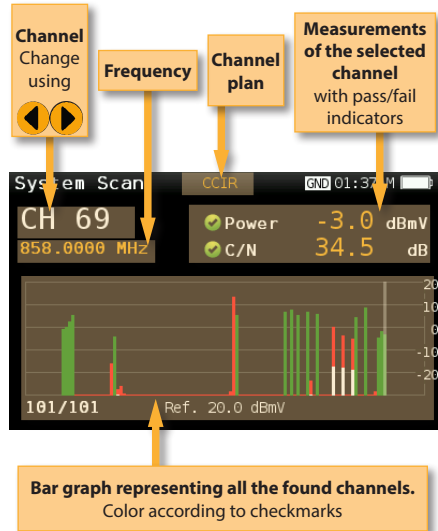 Channel
Change
using
Frequency
Channel
plan
Measurements
of the selected
channel
with pass/fail
indicators
System Scan
CCIR
GND 01:37 M
CH 69
858.0000 MHz
Power -3.0 dBmV
C/N 34.5 dB
20
10
0
-10
-20
101/101
Ref. 20.0 dBmV
Bar graph representing all the found channels.
Color according to checkmarks